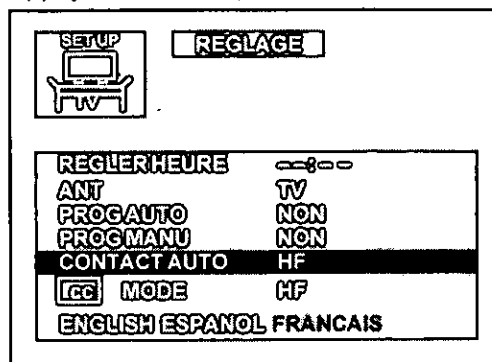 SET UP
REGLAGE
TV
REGLER HEURE --:--
ANT TV
PROG AUTO NON
PROG MANU NON
CONTACT AUTO HF
CC MODE HF
ENGLISH ESPANOL FRANCAIS